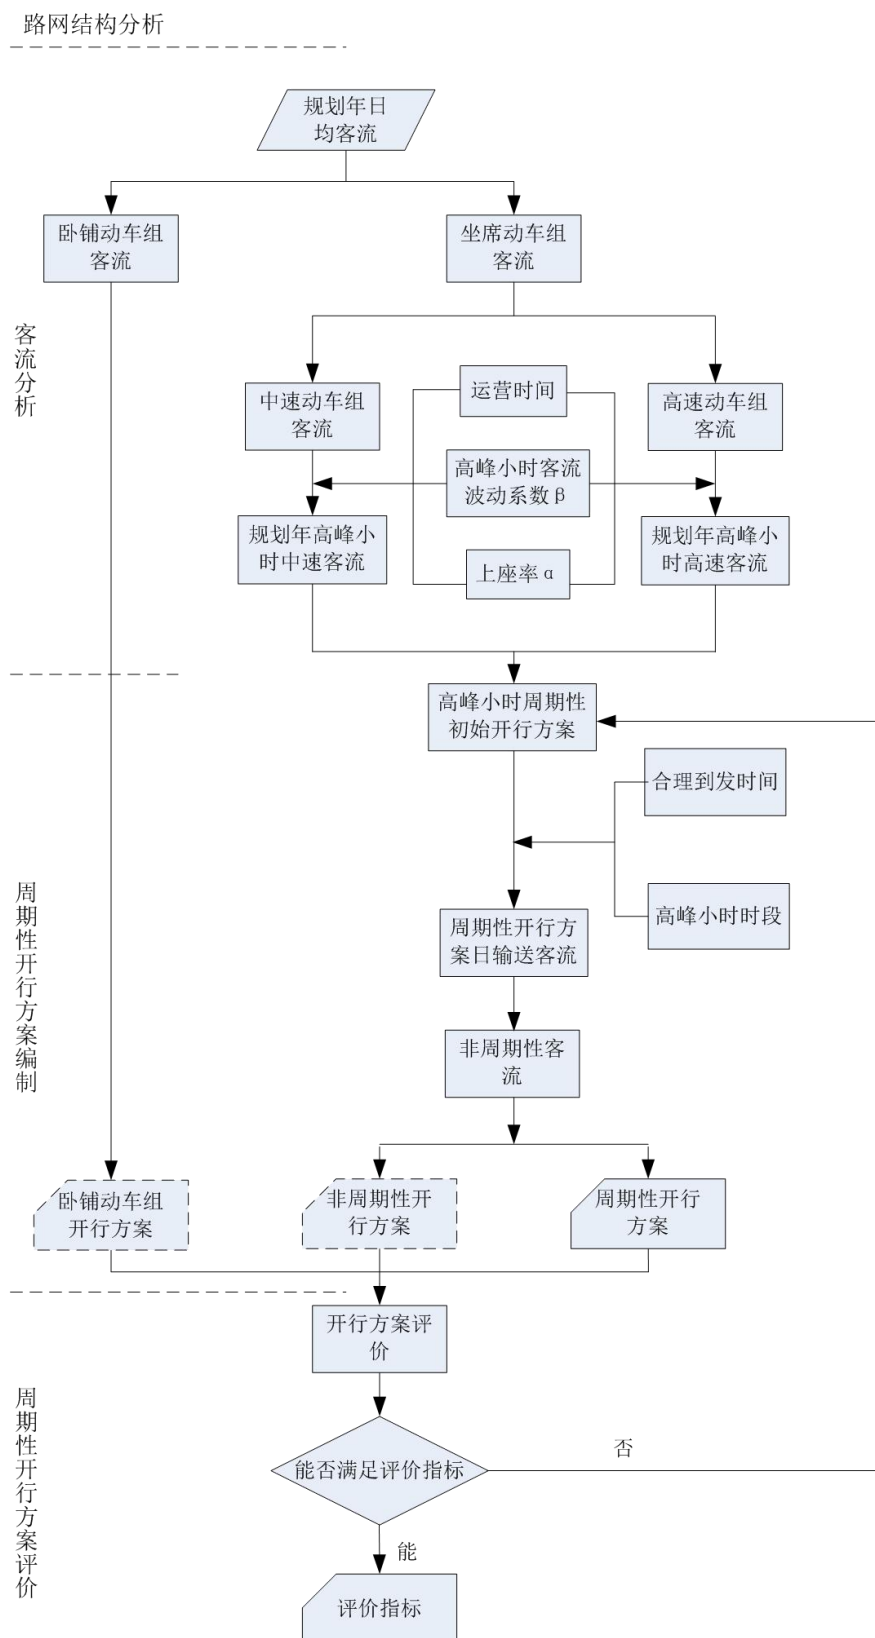 路网结构分析
规划年日
均客流
卧铺动车组
客流
坐席动车组
客流
客流分析
中速动车组
客流
运营时间
高速动车组
客流
高峰小时客流
波动系数β
规划年高峰小
时中速客流
规划年高峰小
时高速客流
上座率α
高峰小时周期性
初始开行方案
合理到发时间
周期性开行方案编制
高峰小时时段
周期性开行方
案日输送客流
非周期性客
流
卧铺动车组
开行方案
非周期性开
行方案
周期性开行
方案
开行方案评
价
周期性开行方案评价
能否满足评价指标
否
能
评价指标